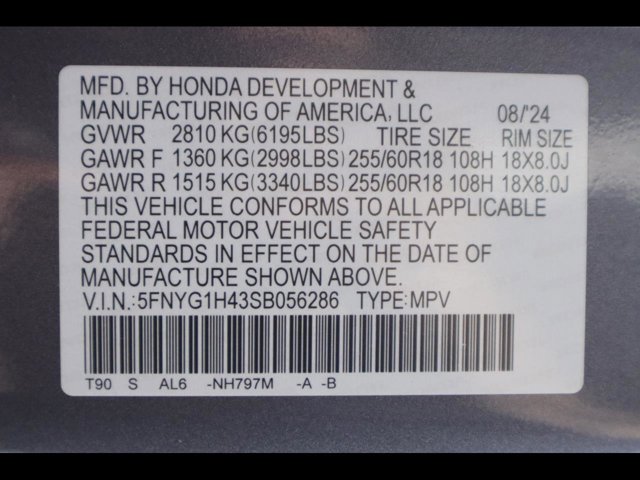 MFD. BY HONDA DEVELOPMENT &
MANUFACTURING OF AMERICA, LLC 08/'24
GVWR 2810 KG(6195LBS) TIRE SIZE RIM SIZE
GAWR F 1360 KG(2998LBS) 255/60R18 108H 18X8.0J
GAWR R 1515 KG(3340LBS) 255/60R18 108H 18X8.0J
THIS VEHICLE CONFORMS TO ALL APPLICABLE
FEDERAL MOTOR VEHICLE SAFETY
STANDARDS IN EFFECT ON THE DATE OF
MANUFACTURE SHOWN ABOVE.
V.I.N.:5FNYG1H43SB056286 TYPE:MPV
T90 S AL6 -NH797M -A -B